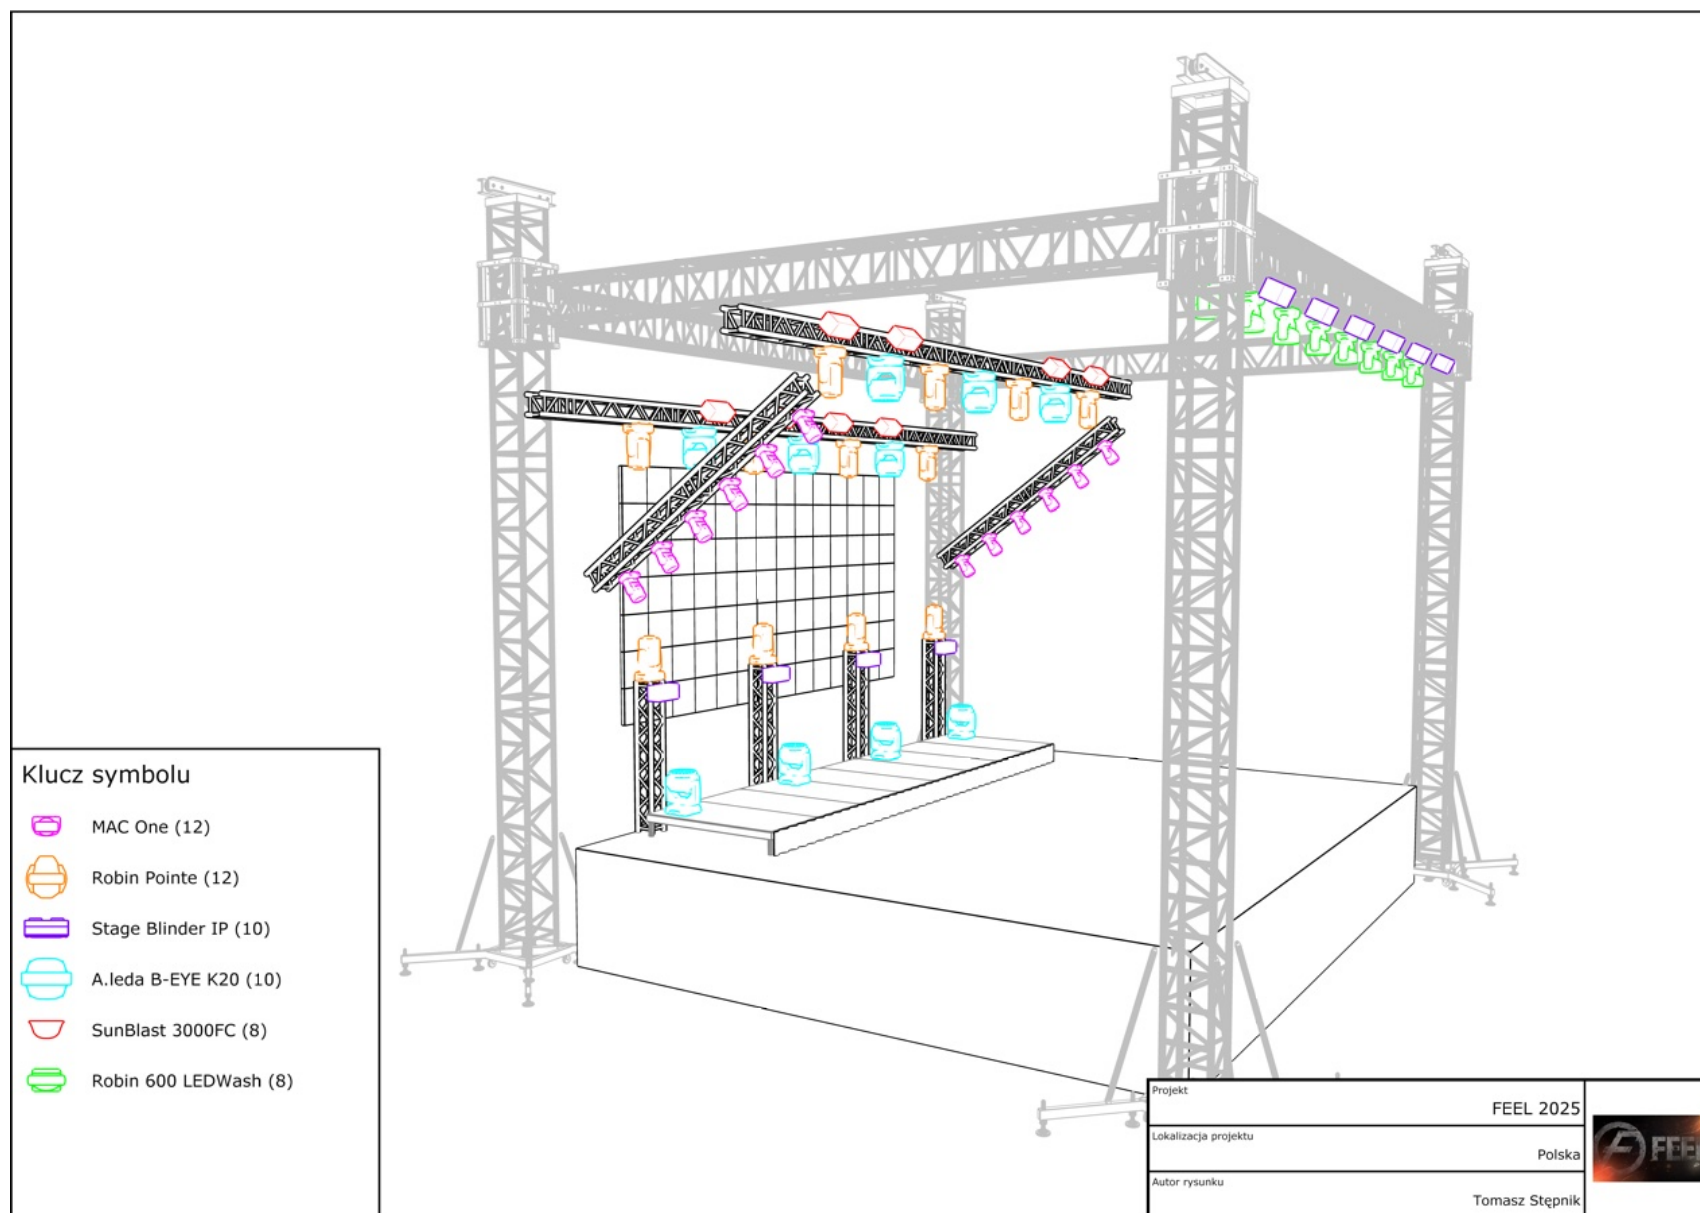 Klucz symbolu
MAC One (12)
Robin Pointe (12)
Stage Blinder IP (10)
A.leda B-EYE K20 (10)
SunBlast 3000FC (8)
Robin 600 LEDWash (8)
Projekt
FEEL 2025
Lokalizacja projektu
Polska
Autor rysunku
Tomasz Stępnik